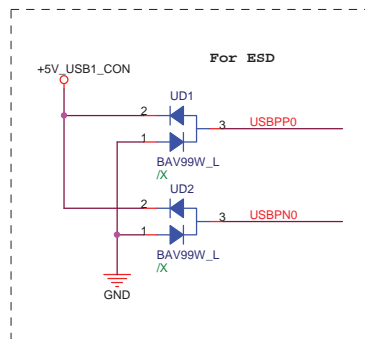 For ESD
+5V_USB1_CON
UD1
2
3
USBPP0
1
BAV99W_L
/X
UD2
2
3
USBPN0
1
BAV99W_L
/X
GND